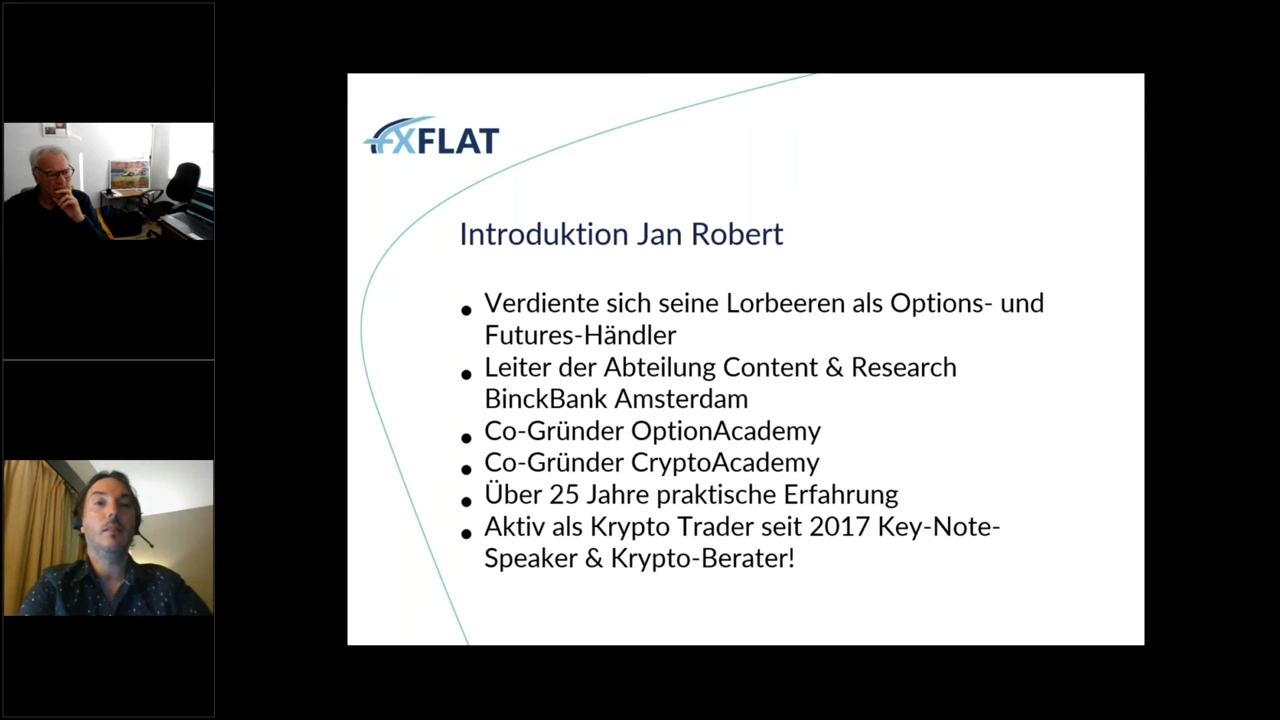 FXFLAT
Introduktion Jan Robert
Verdiente sich seine Lorbeeren als Options- und
Futures-Händler
Leiter der Abteilung Content & Research
BinckBank Amsterdam
Co-Gründer OptionAcademy
Co-Gründer CryptoAcademy
Über 25 Jahre praktische Erfahrung
Aktiv als Krypto Trader seit 2017 Key-Note-
Speaker & Krypto-Berater!